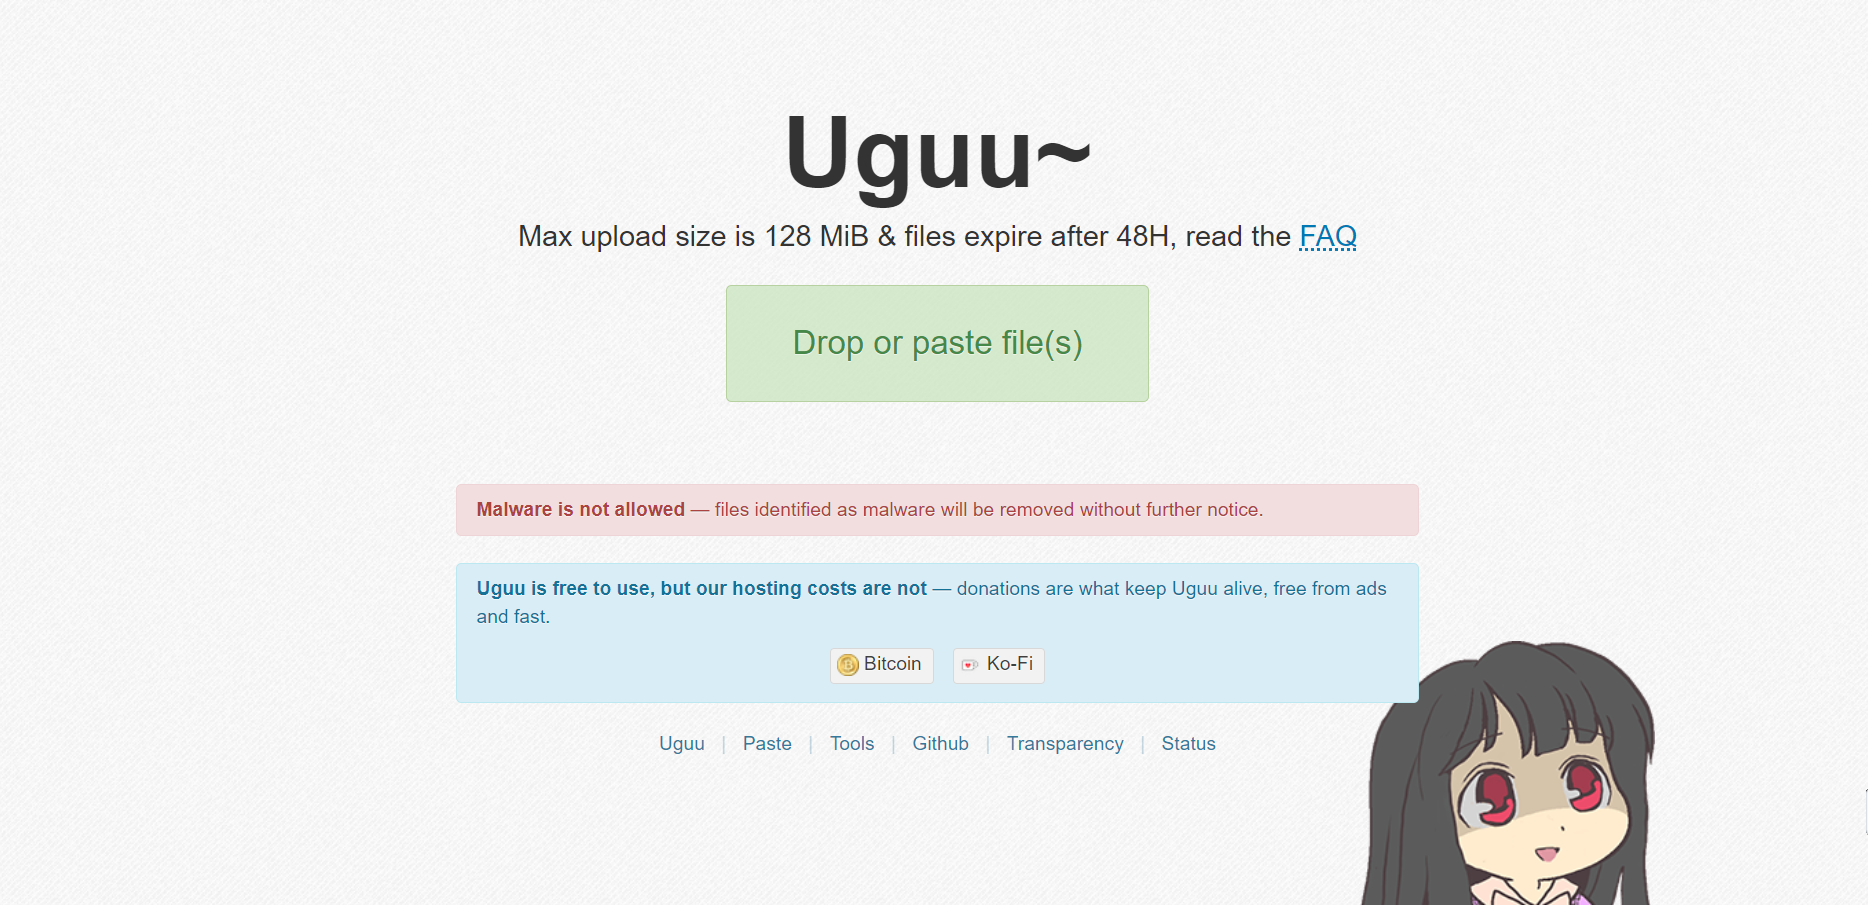 Uguu~
Max upload size is 128 MiB & files expire after 48H, read the FAQ
Drop or paste file(s)
Malware is not allowed — files identified as malware will be removed without further notice.
Uguu is free to use, but our hosting costs are not — donations are what keep Uguu alive, free from ads
and fast.
Bitcoin Ko-Fi
Uguu | Paste | Tools | Github | Transparency | Status